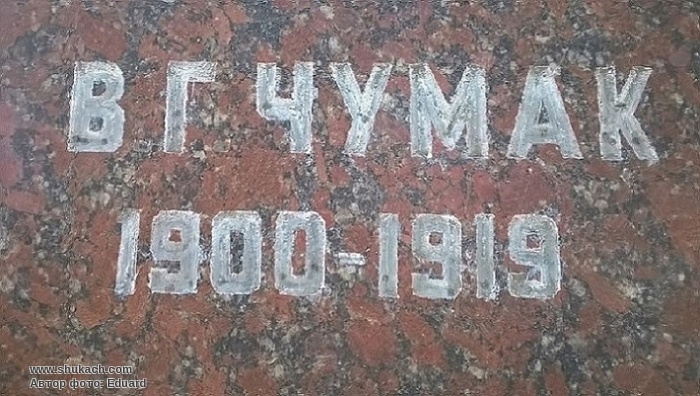 В Г ЧУМАК
1900-1919
www.shukach.com
Автор фото: Eduard